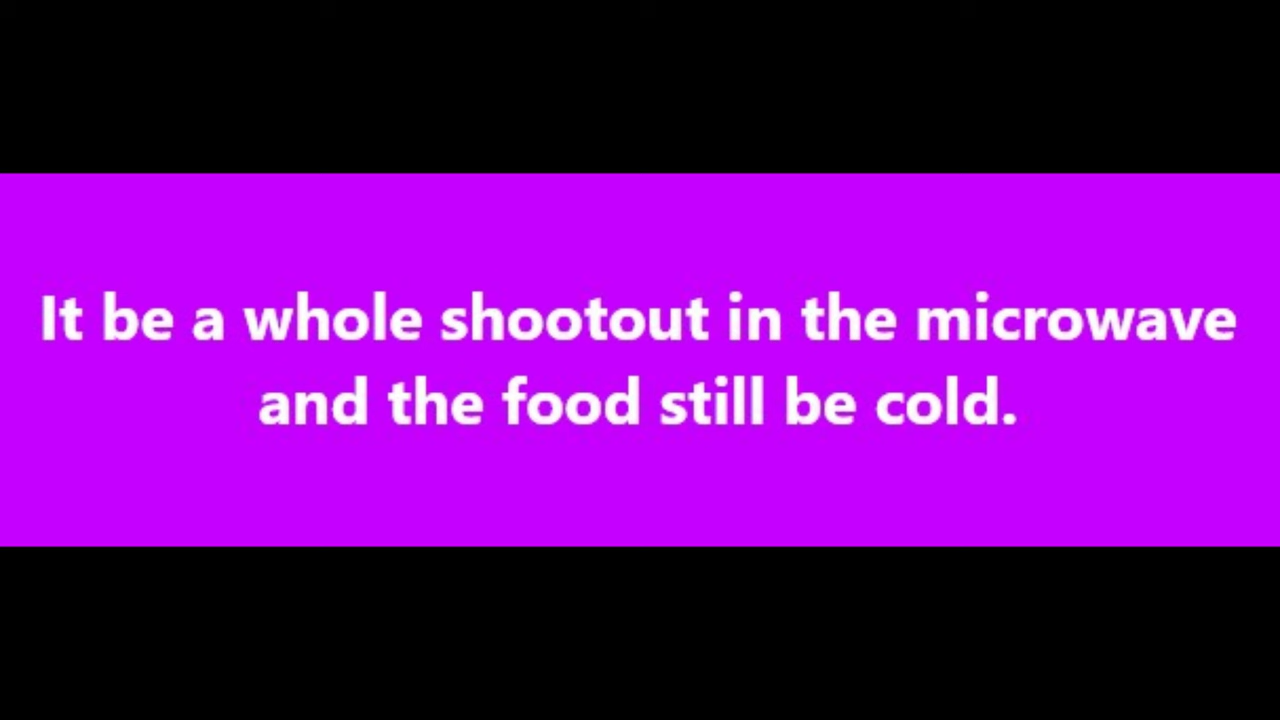 It be a whole shootout in the microwave
and the food still be cold.